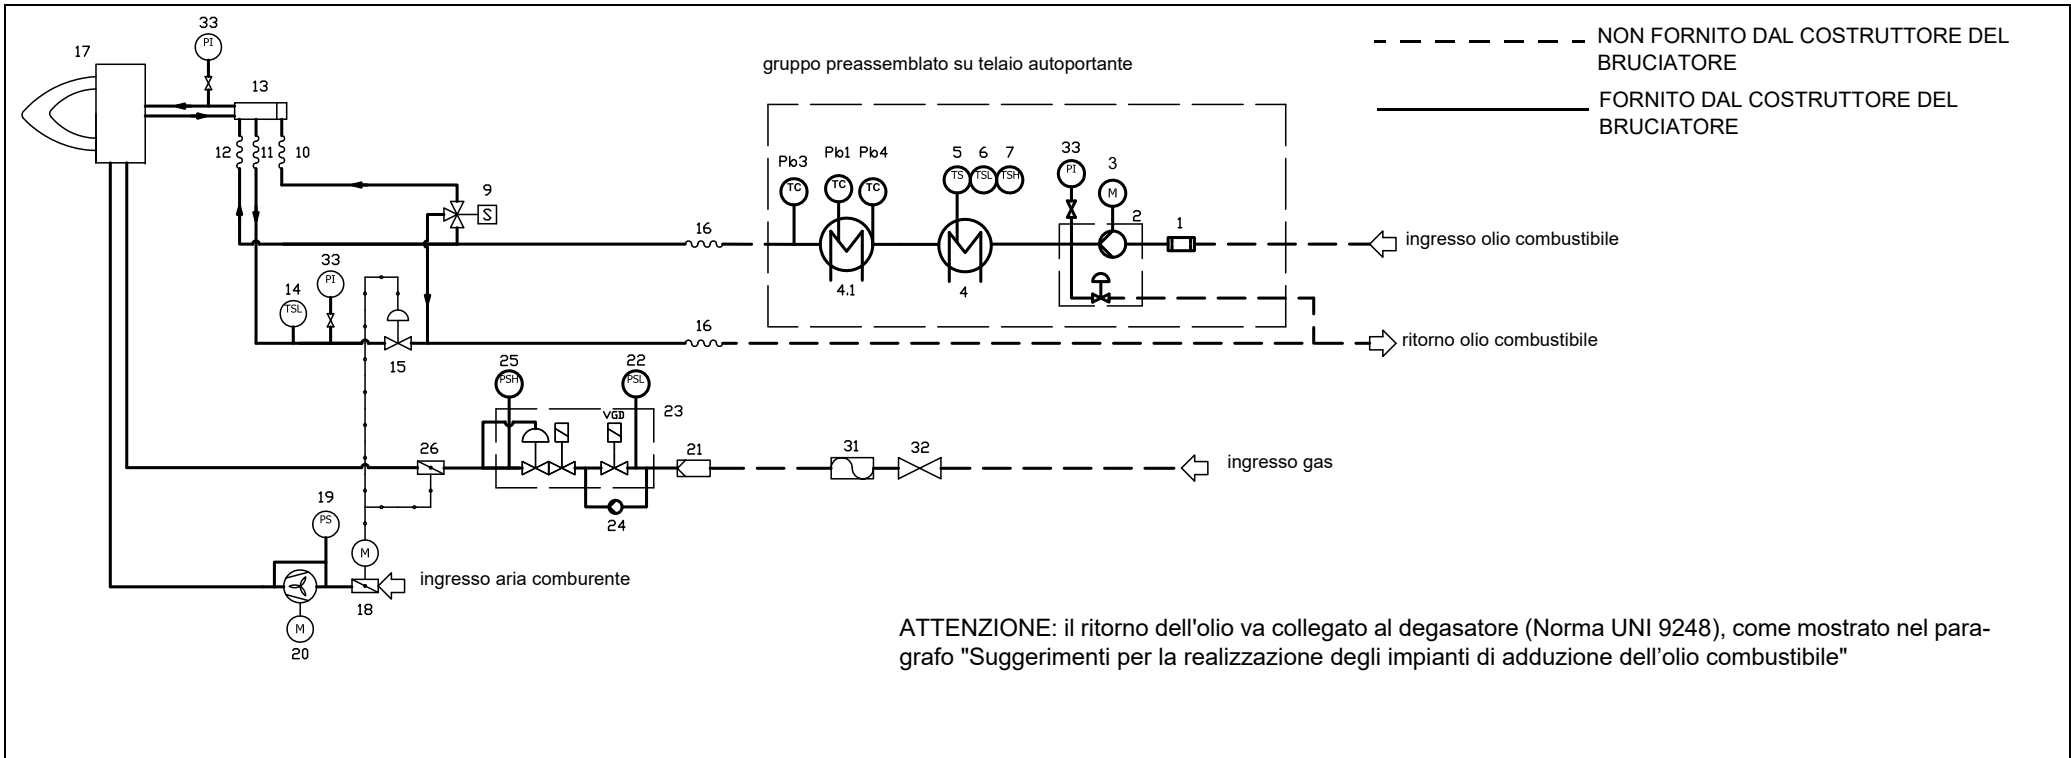 33
PI
17
13
12
11
10
9
S
gruppo preassemblato su telaio autoportante
NON FORNITO DAL COSTRUTTORE DEL
BRUCIATORE
FORNITO DAL COSTRUTTORE DEL
BRUCIATORE
Pb3
TC
Pb1
TC
Pb4
TC
5
TS
6
TSL
7
TSH
33
PI
3
M
2
1
4.1
4
16
ingresso olio combustibile
33
PI
14
TSL
15
16
ritorno olio combustibile
25
PSH
22
PSL
VGD
23
26
21
31
32
ingresso gas
24
19
PS
M
ingresso aria comburente
18
M
20
ATTENZIONE: il ritorno dell'olio va collegato al degasatore (Norma UNI 9248), come mostrato nel para-
grafo "Suggerimenti per la realizzazione degli impianti di adduzione dell’olio combustibile"